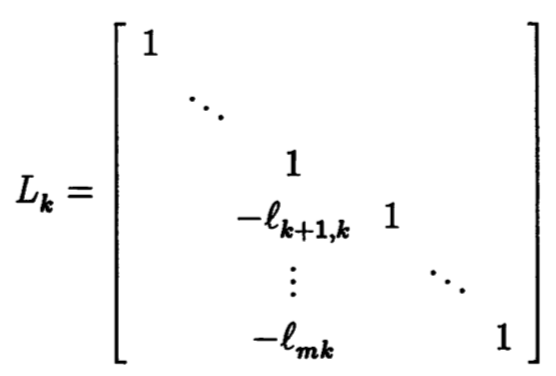 1
⋱
1
L_k =
-ℓ_{k+1,k} 1
⋮ ⋱
-ℓ_{mk} 1